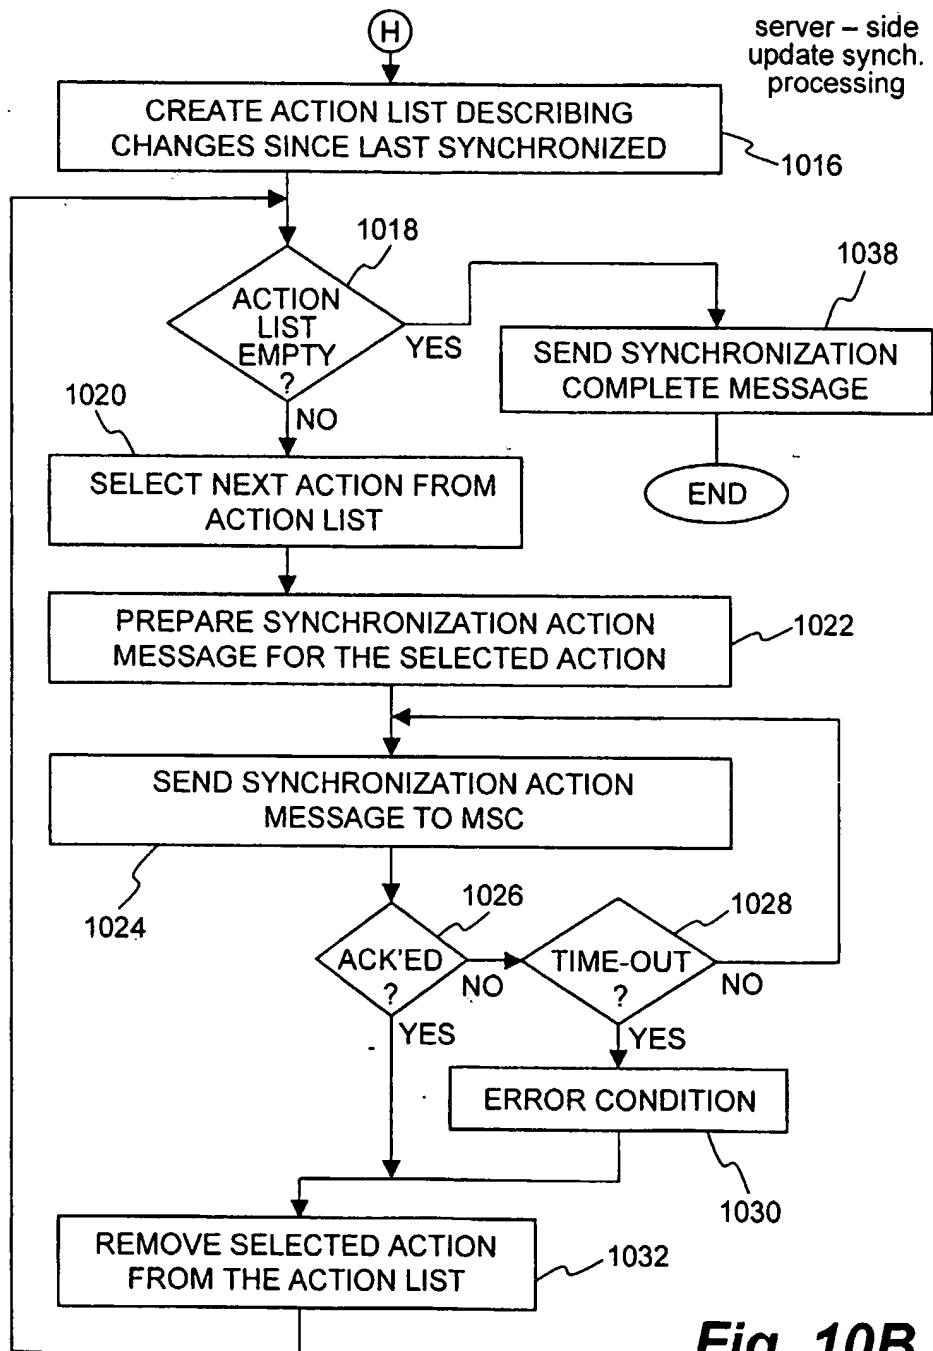 H
server – side
update synch.
processing
CREATE ACTION LIST DESCRIBING
CHANGES SINCE LAST SYNCHRONIZED
1016
1018
1038
ACTION
LIST
EMPTY
?
YES
SEND SYNCHRONIZATION
COMPLETE MESSAGE
1020
NO
END
SELECT NEXT ACTION FROM
ACTION LIST
PREPARE SYNCHRONIZATION ACTION
MESSAGE FOR THE SELECTED ACTION
1022
SEND SYNCHRONIZATION ACTION
MESSAGE TO MSC
1024
1026
1028
ACK'ED
?
NO
TIME-OUT
?
NO
YES
YES
ERROR CONDITION
1030
REMOVE SELECTED ACTION
FROM THE ACTION LIST
1032
Fig. 10B